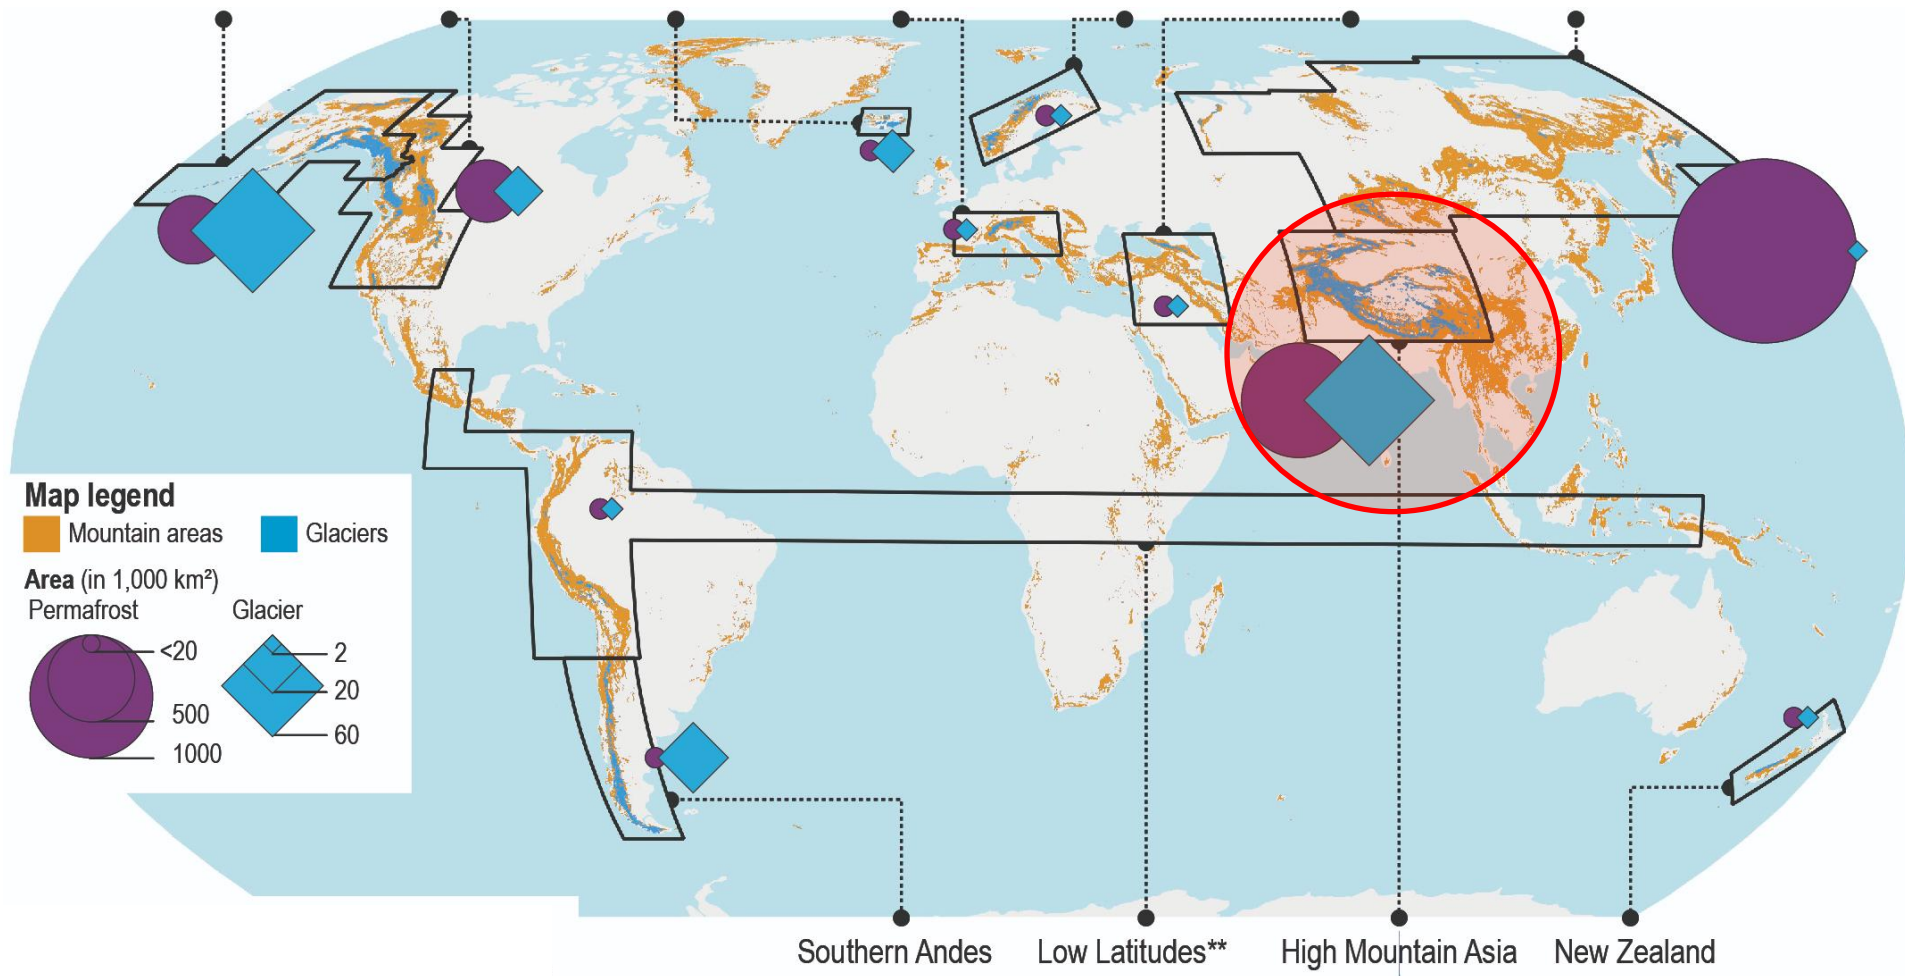 Map legend
Mountain areas
Glaciers
Area (in 1,000 km²)
Permafrost
Glacier
<20
500
1000
2
20
60
Southern Andes
Low Latitudes**
High Mountain Asia
New Zealand